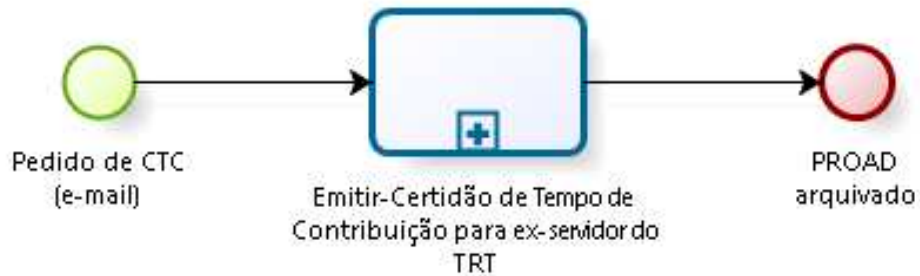 Pedido de CTC
(e-mail)
Emitir-Certidão de Tempo de
Contribuição para ex-servidor do
TRT
PROAD
arquivado